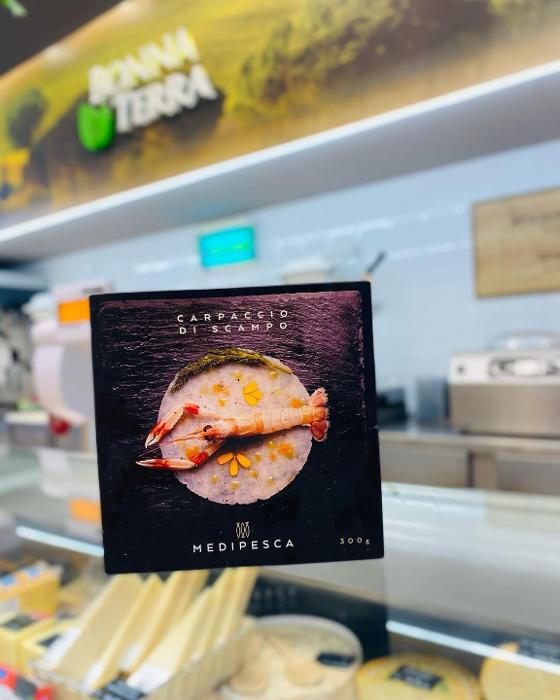 BONNA
TERRA
CARPACCIO
DI SCAMPO
MEDIPESCA
300g